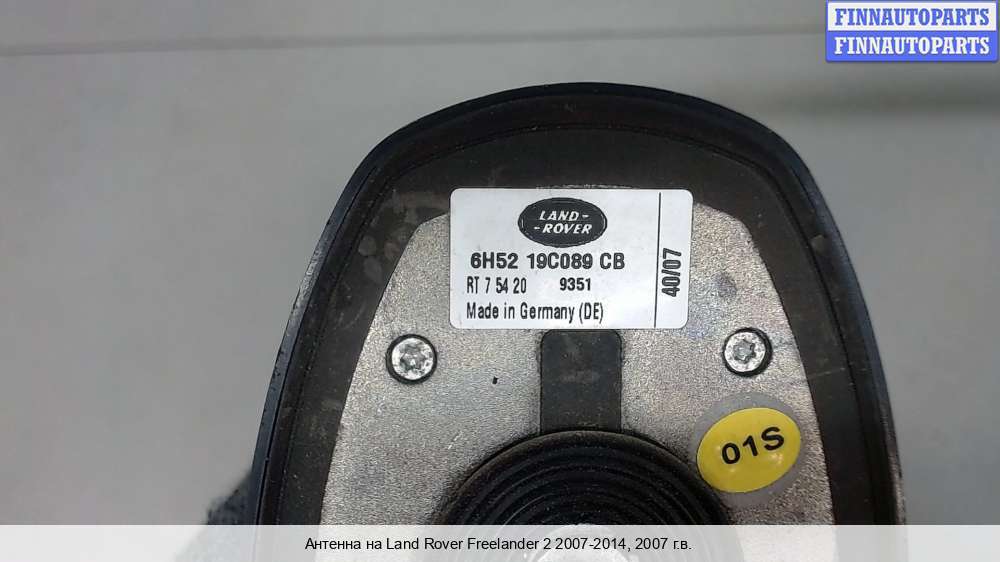 FINNAUTOPARTS
FINNAUTOPARTS
LAND-
-ROVER
6H52 19C089 CB
RT 7 54 20 9351
Made in Germany (DE)
40/07
01S
Антенна на Land Rover Freelander 2 2007-2014, 2007 г.в.